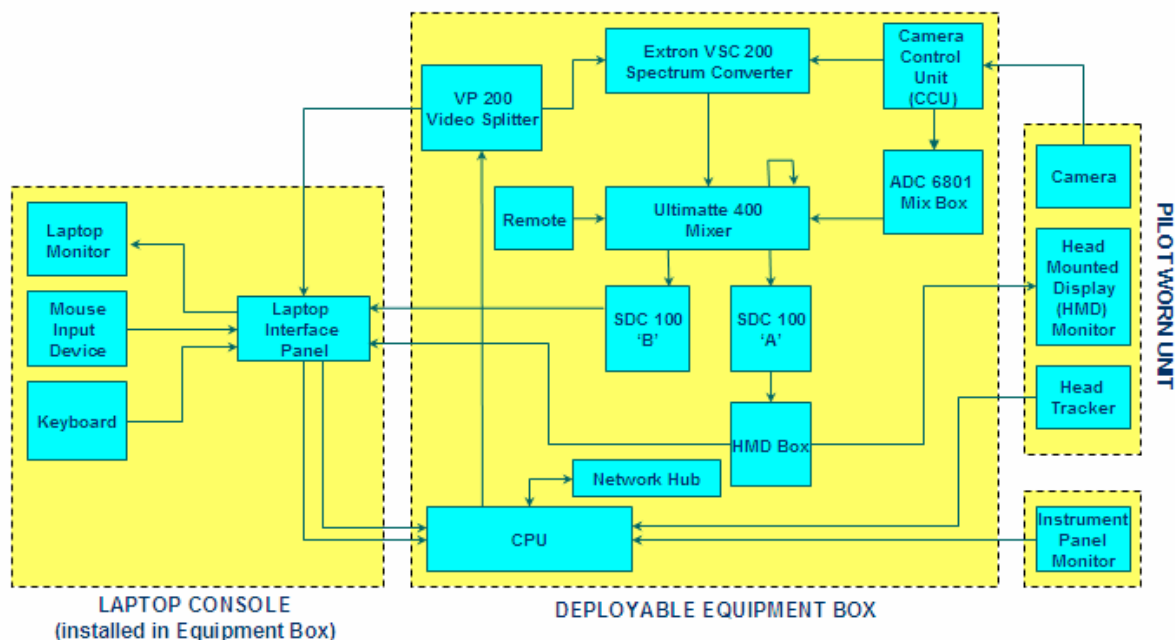 Extron VSC 200
Spectrum Converter
Camera
Control
Unit
(CCU)
VP 200
Video Splitter
ADC 6801
Mix Box
Camera
Remote
Ultimatte 400
Mixer
Laptop
Monitor
Head
Mounted
Display
(HMD)
Monitor
Mouse
Input
Device
Laptop
Interface
Panel
SDC 100
'B'
SDC 100
'A'
Keyboard
Head
Tracker
HMD Box
Network Hub
CPU
Instrument
Panel
Monitor
PILOT WORN UNIT
LAPTOP CONSOLE
(installed in Equipment Box)
DEPLOYABLE EQUIPMENT BOX